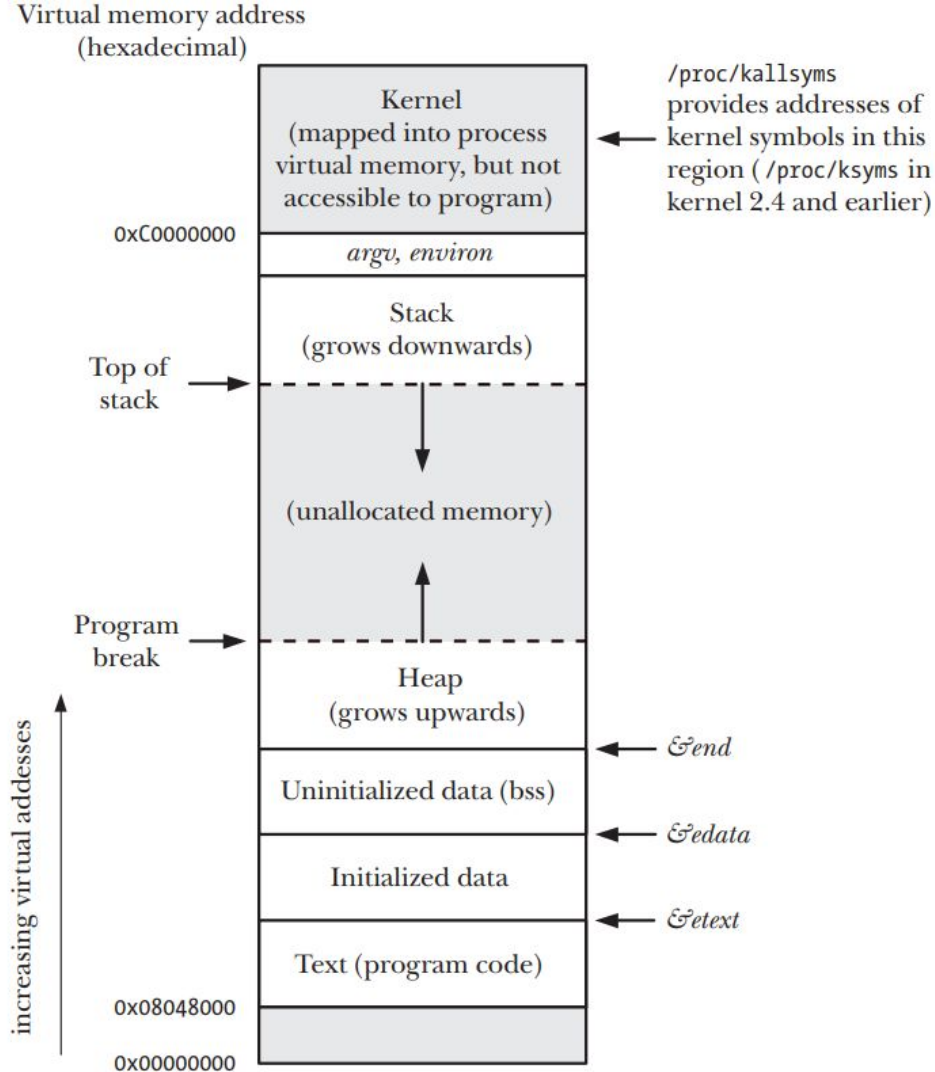 Virtual memory address
(hexadecimal)
Kernel
(mapped into process
virtual memory, but not
accessible to program)
/proc/kallsyms
provides addresses of
kernel symbols in this
region (/proc/ksyms in
kernel 2.4 and earlier)
0xC0000000
argv, environ
Stack
(grows downwards)
Top of
stack
(unallocated memory)
Program
break
Heap
(grows upwards)
&end
Uninitialized data (bss)
&edata
Initialized data
&etext
Text (program code)
0x08048000
0x00000000
increasing virtual addesses